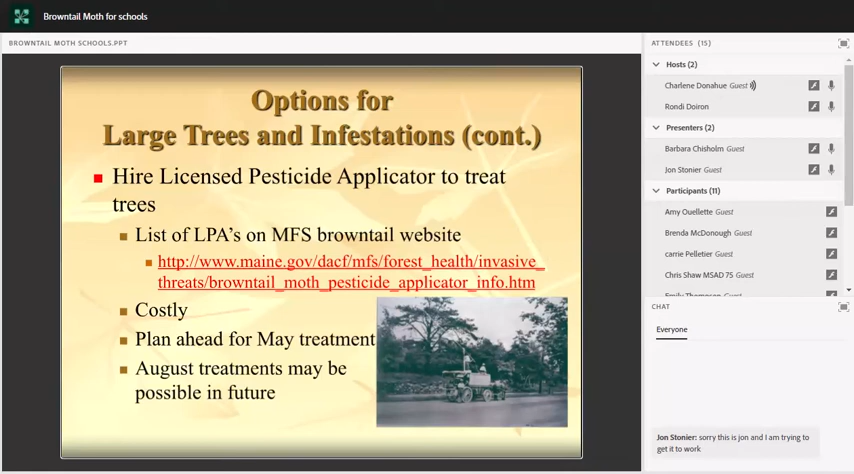 Browntail Moth for schools
BROWNTAIL MOTH SCHOOLS.PPT
Options for
Large Trees and Infestations (cont.)
Hire Licensed Pesticide Applicator to treat
trees
List of LPA's on MFS browntail website
http://www.maine.gov/dacf/mfs/forest_health/invasive_
threats/browntail_moth_pesticide_applicator_info.htm
Costly
Plan ahead for May treatment
August treatments may be
possible in future
ATTENDEES (15)
Hosts (2)
Charlene Donahue Guest
Rondi Doiron
Presenters (2)
Barbara Chisholm Guest
Jon Stonier Guest
Participants (11)
Amy Ouellette Guest
Brenda McDonough Guest
carrie Pelletier Guest
Chris Shaw MSAD 75 Guest
Emily Thompson Guest
CHAT
Everyone
Jon Stonier: sorry this is jon and I am trying to
get it to work